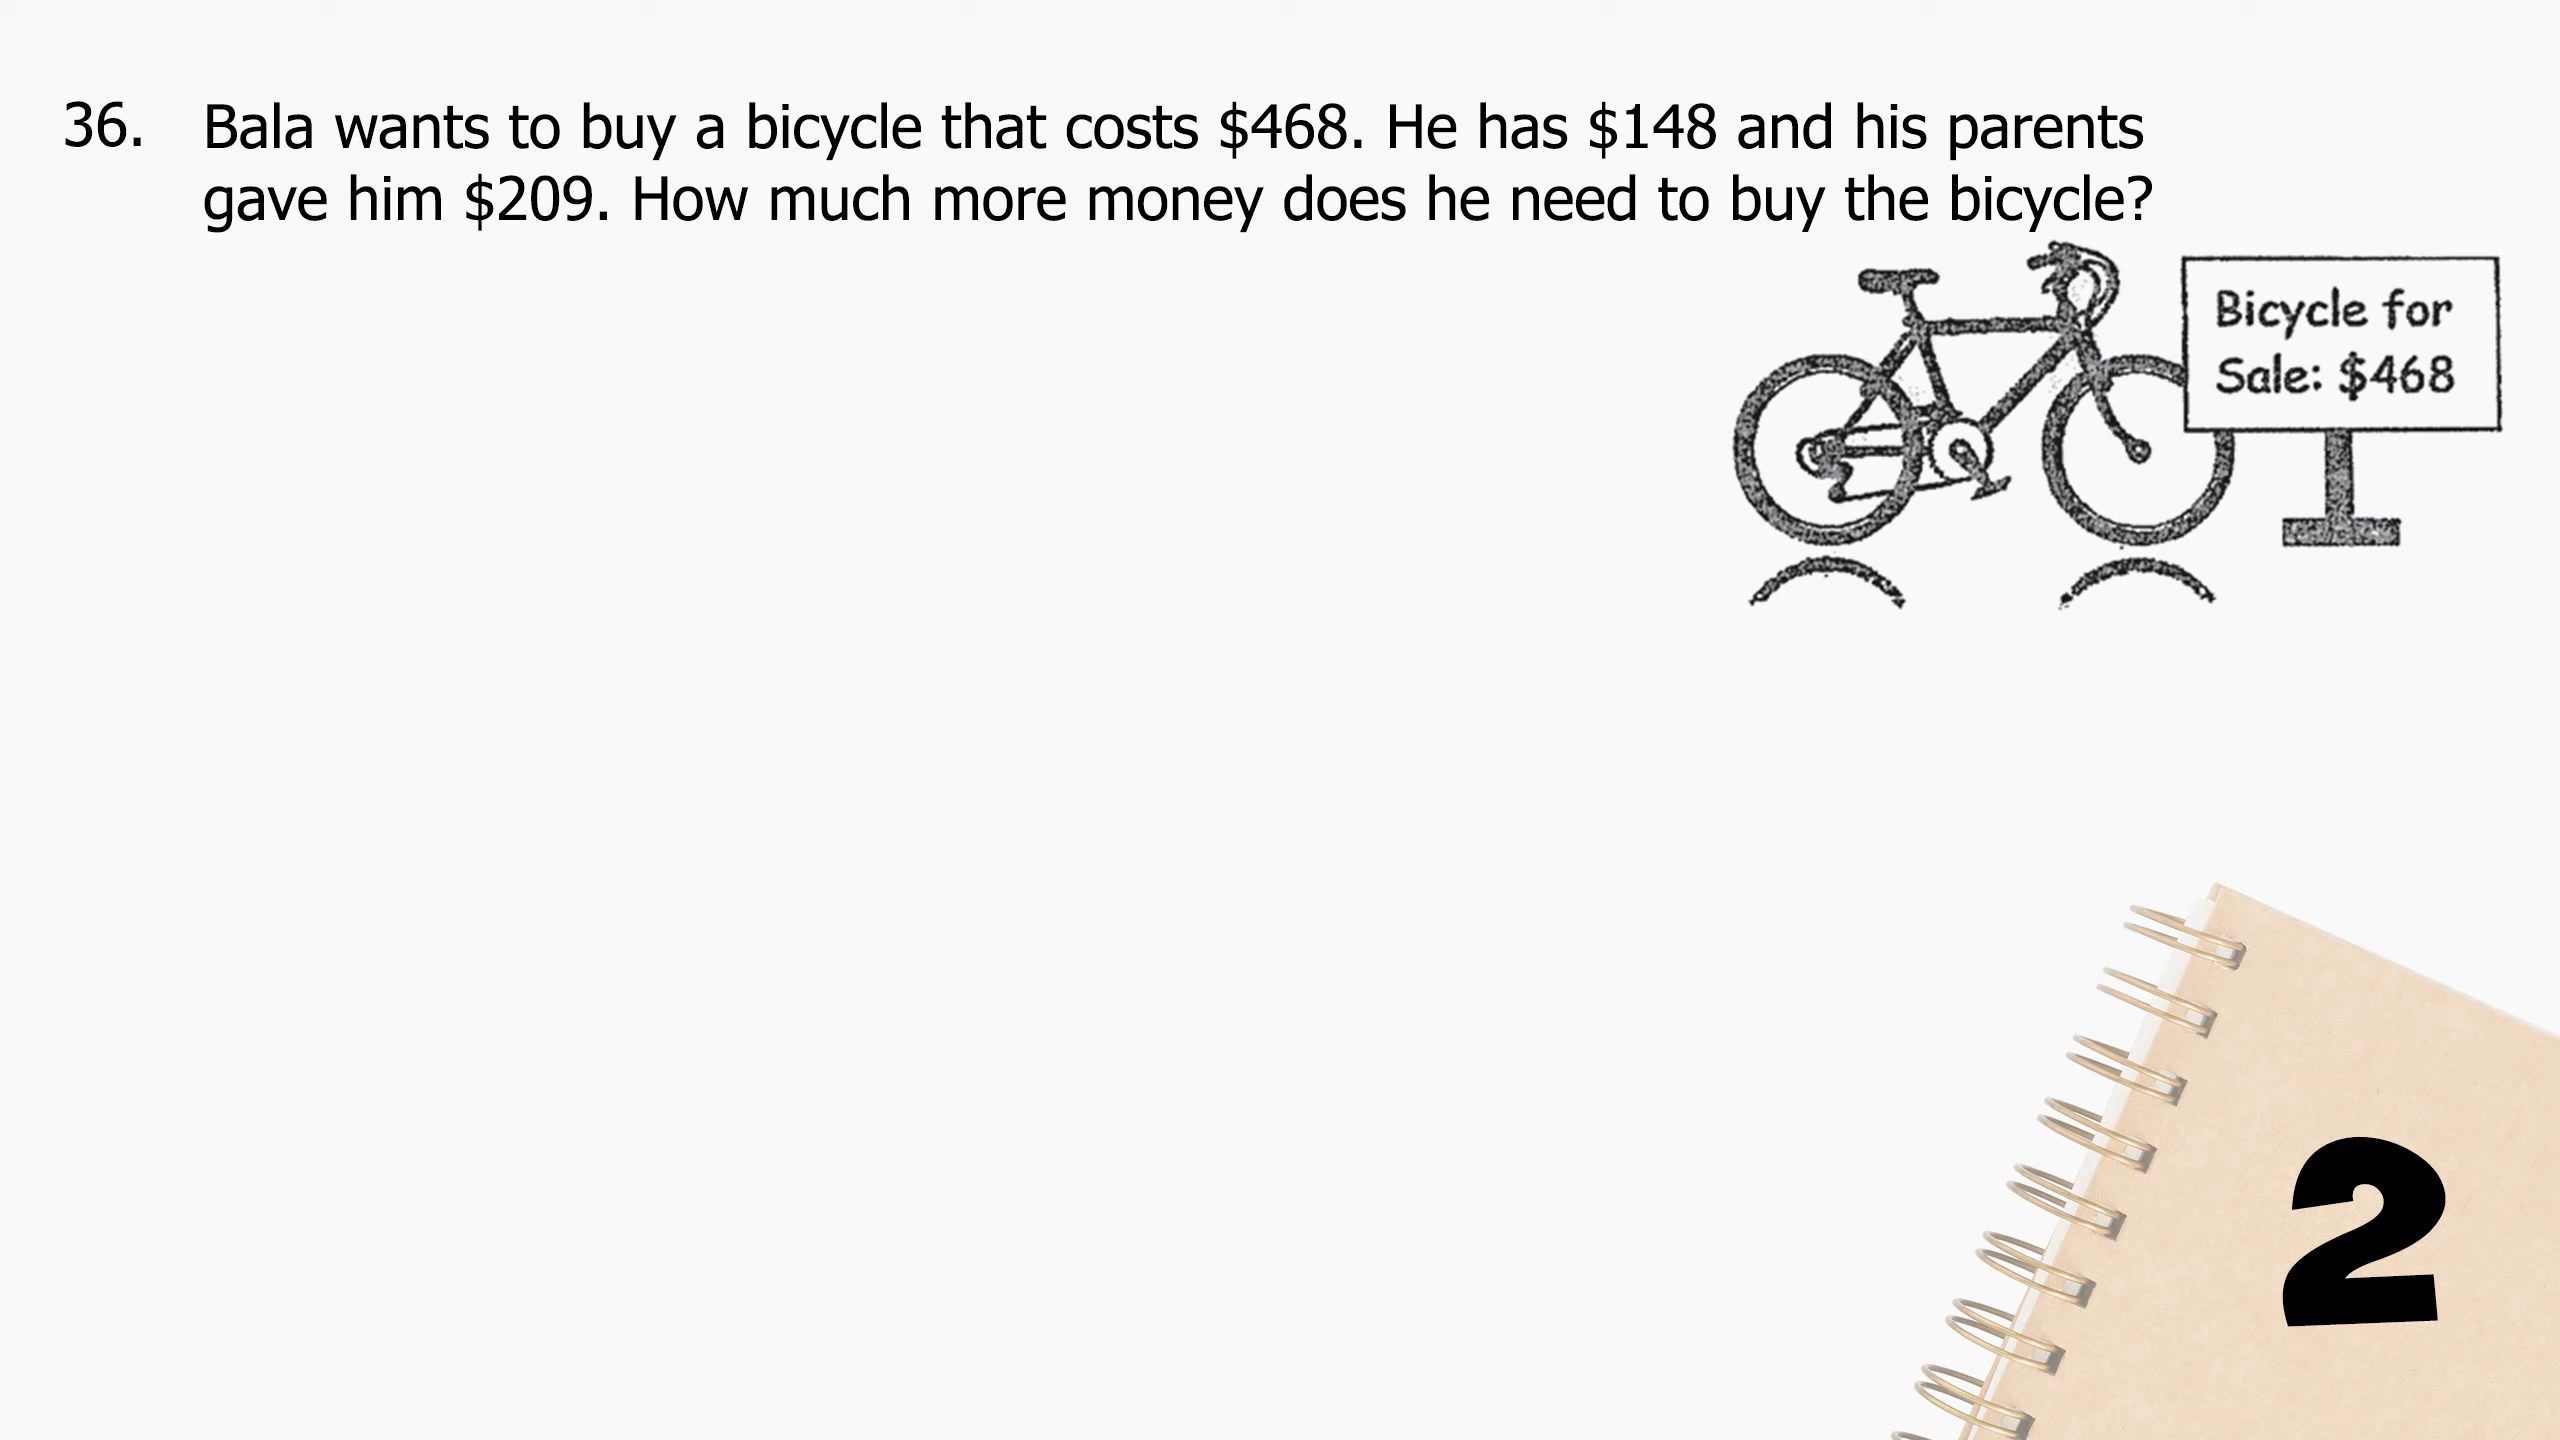 36. Bala wants to buy a bicycle that costs $468. He has $148 and his parents
gave him $209. How much more money does he need to buy the bicycle?
Bicycle for
Sale: $468
2